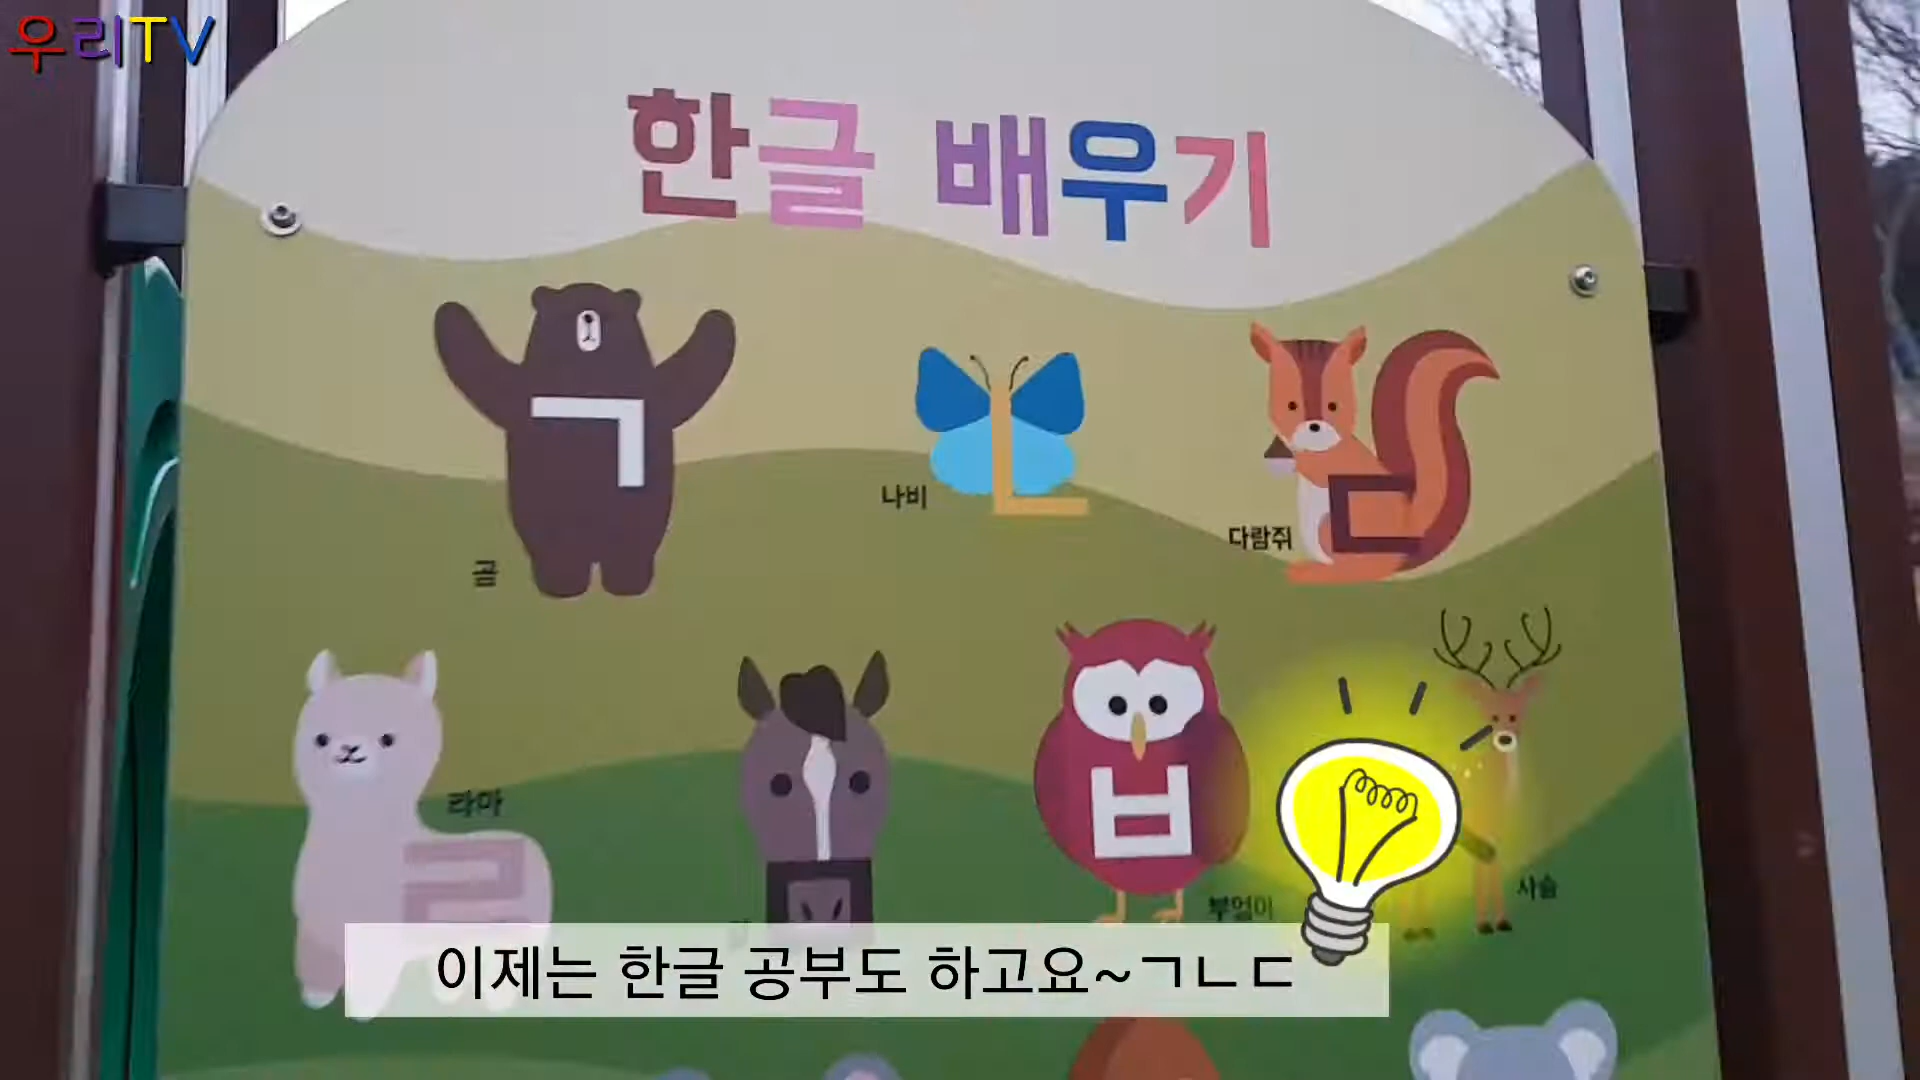 우리TV
한글 배우기
ㄱ
곰
ㄴ
나비
ㄷ
다람쥐
ㄹ
라마
ㅁ
ㅂ
부엉이
사슴
이제는 한글 공부도 하고요~ㄱㄴㄷ